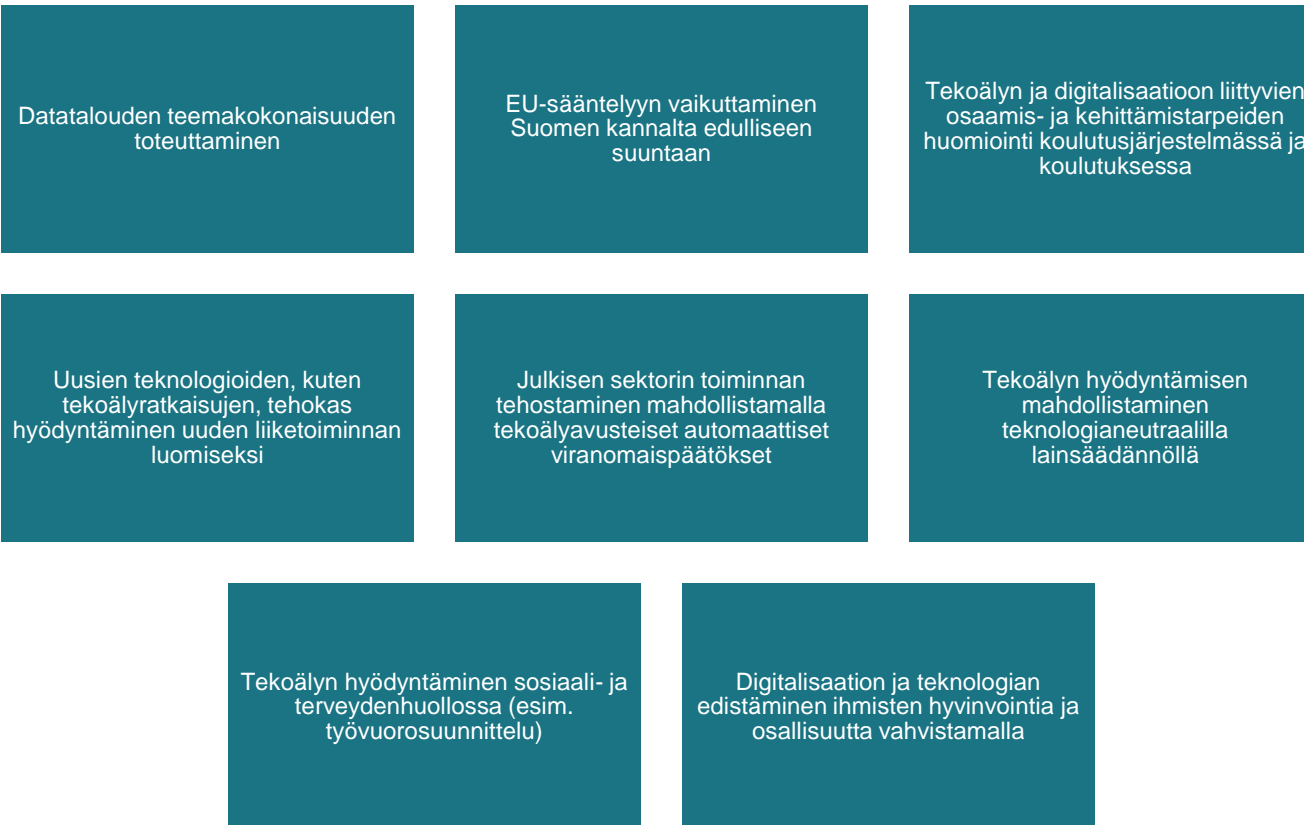 Datatalouden teemakokonaisuuden
toteuttaminen
EU-sääntelyyn vaikuttaminen
Suomen kannalta edulliseen
suuntaan
Tekoälyn ja digitalisaatioon liittyvien
osaamis- ja kehittämistarpeiden
huomiointi koulutusjärjestelmässä ja
koulutuksessa
Uusien teknologioiden, kuten
tekoälyratkaisujen, tehokas
hyödyntäminen uuden liiketoiminnan
luomiseksi
Julkisen sektorin toiminnan
tehostaminen mahdollistamalla
tekoälyavusteiset automaattiset
viranomaispäätökset
Tekoälyn hyödyntämisen
mahdollistaminen
teknologianeutraalilla
lainsäädännöllä
Tekoälyn hyödyntäminen sosiaali- ja
terveydenhuollossa (esim.
työvuorosuunnittelu)
Digitalisaation ja teknologian
edistäminen ihmisten hyvinvointia ja
osallisuutta vahvistamalla